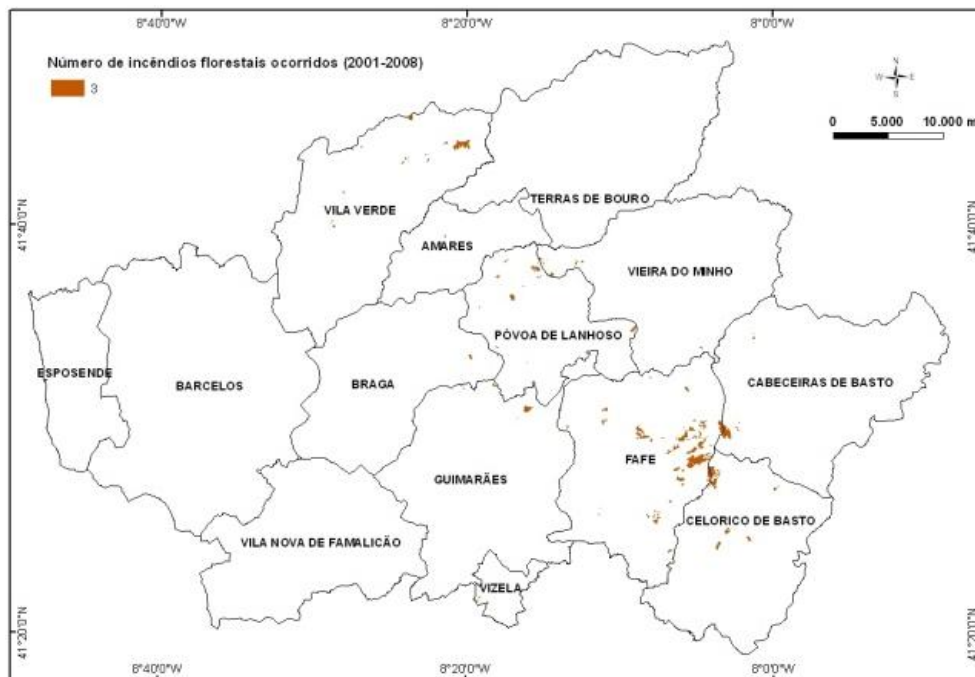 8°40'0"W
8°20'0"W
8°0'0"W
Número de incêndios florestais ocorridos (2001-2008)
3
N
W
E
S
0 5.000 10.000 m
41°40'0"N
41°40'0"N
TERRAS DE BOURO
VILA VERDE
AMARES
VIEIRA DO MINHO
PÓVOA DE LANHOSO
ESPOSENDE
BARCELOS
BRAGA
CABECEIRAS DE BASTO
FAFE
GUIMARÃES
CELORICO DE BASTO
VILA NOVA DE FAMALICÃO
VIZELA
41°20'0"N
41°20'0"N
8°40'0"W
8°20'0"W
8°0'0"W